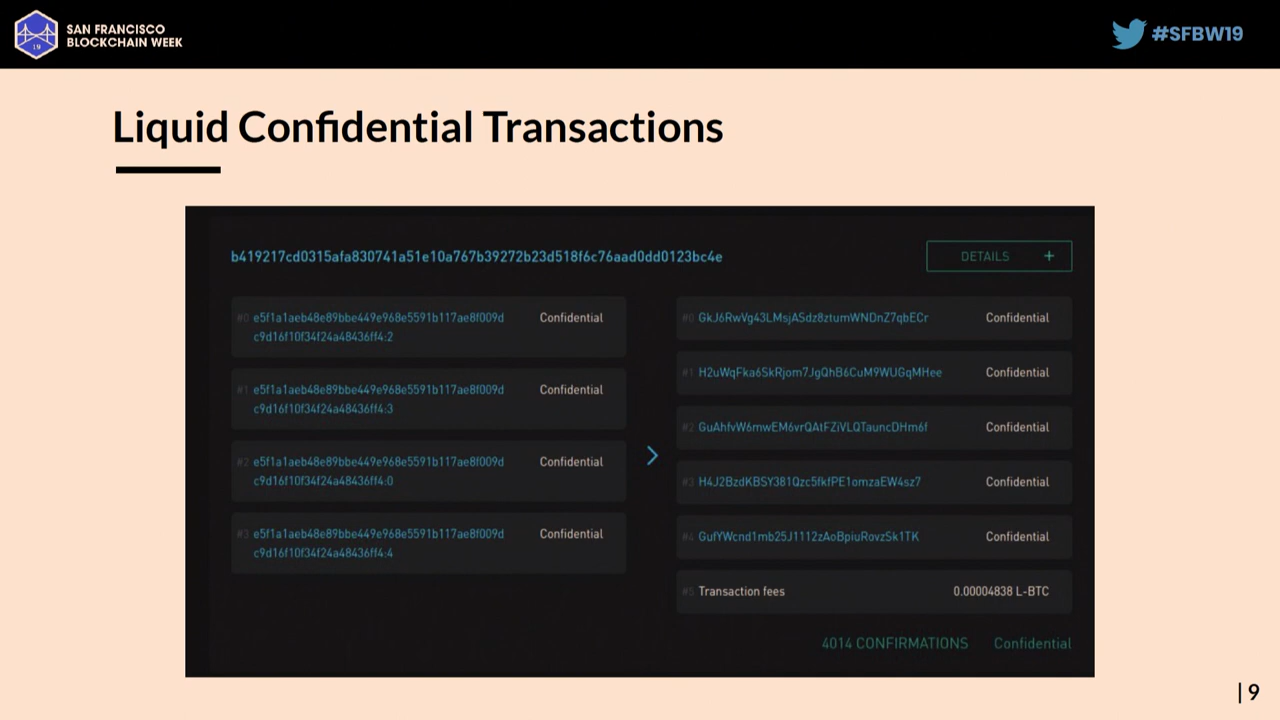 SAN FRANCISCO
BLOCKCHAIN WEEK
19
#SFBW19
Liquid Confidential Transactions
b419217cd0315afa830741a51e10a767b39272b23d518f6c76aad0dd0123bc4e
DETAILS +
#0 e5f1a1aeb48e89bbe449e968e5591b117ae8f009d Confidential
c9d16f10f34f24a48436ff4:2
#1 e5f1a1aeb48e89bbe449e968e5591b117ae8f009d Confidential
c9d16f10f34f24a48436ff4:3
#2 e5f1a1aeb48e89bbe449e968e5591b117ae8f009d Confidential
c9d16f10f34f24a48436ff4:0
#3 e5f1a1aeb48e89bbe449e968e5591b117ae8f009d Confidential
c9d16f10f34f24a48436ff4:4
#0 GkJ6RwVg43LMsjASdz8ztumWNDnZ7qbECr Confidential
#1 H2uWqFka6SkRjom7JgQhB6CuM9WUGqMHee Confidential
#2 GuAhfvW6mwEM6vrQAtFZiVLQTauncDHm6f Confidential
#3 H4J2BzdKBSY381Qzc5fkfPE1omzaEW4sz7 Confidential
#4 GufYWcnd1mb25J1112zAoBpiuRovzSk1TK Confidential
#5 Transaction fees 0.00004838 L-BTC
4014 CONFIRMATIONS Confidential
| 9